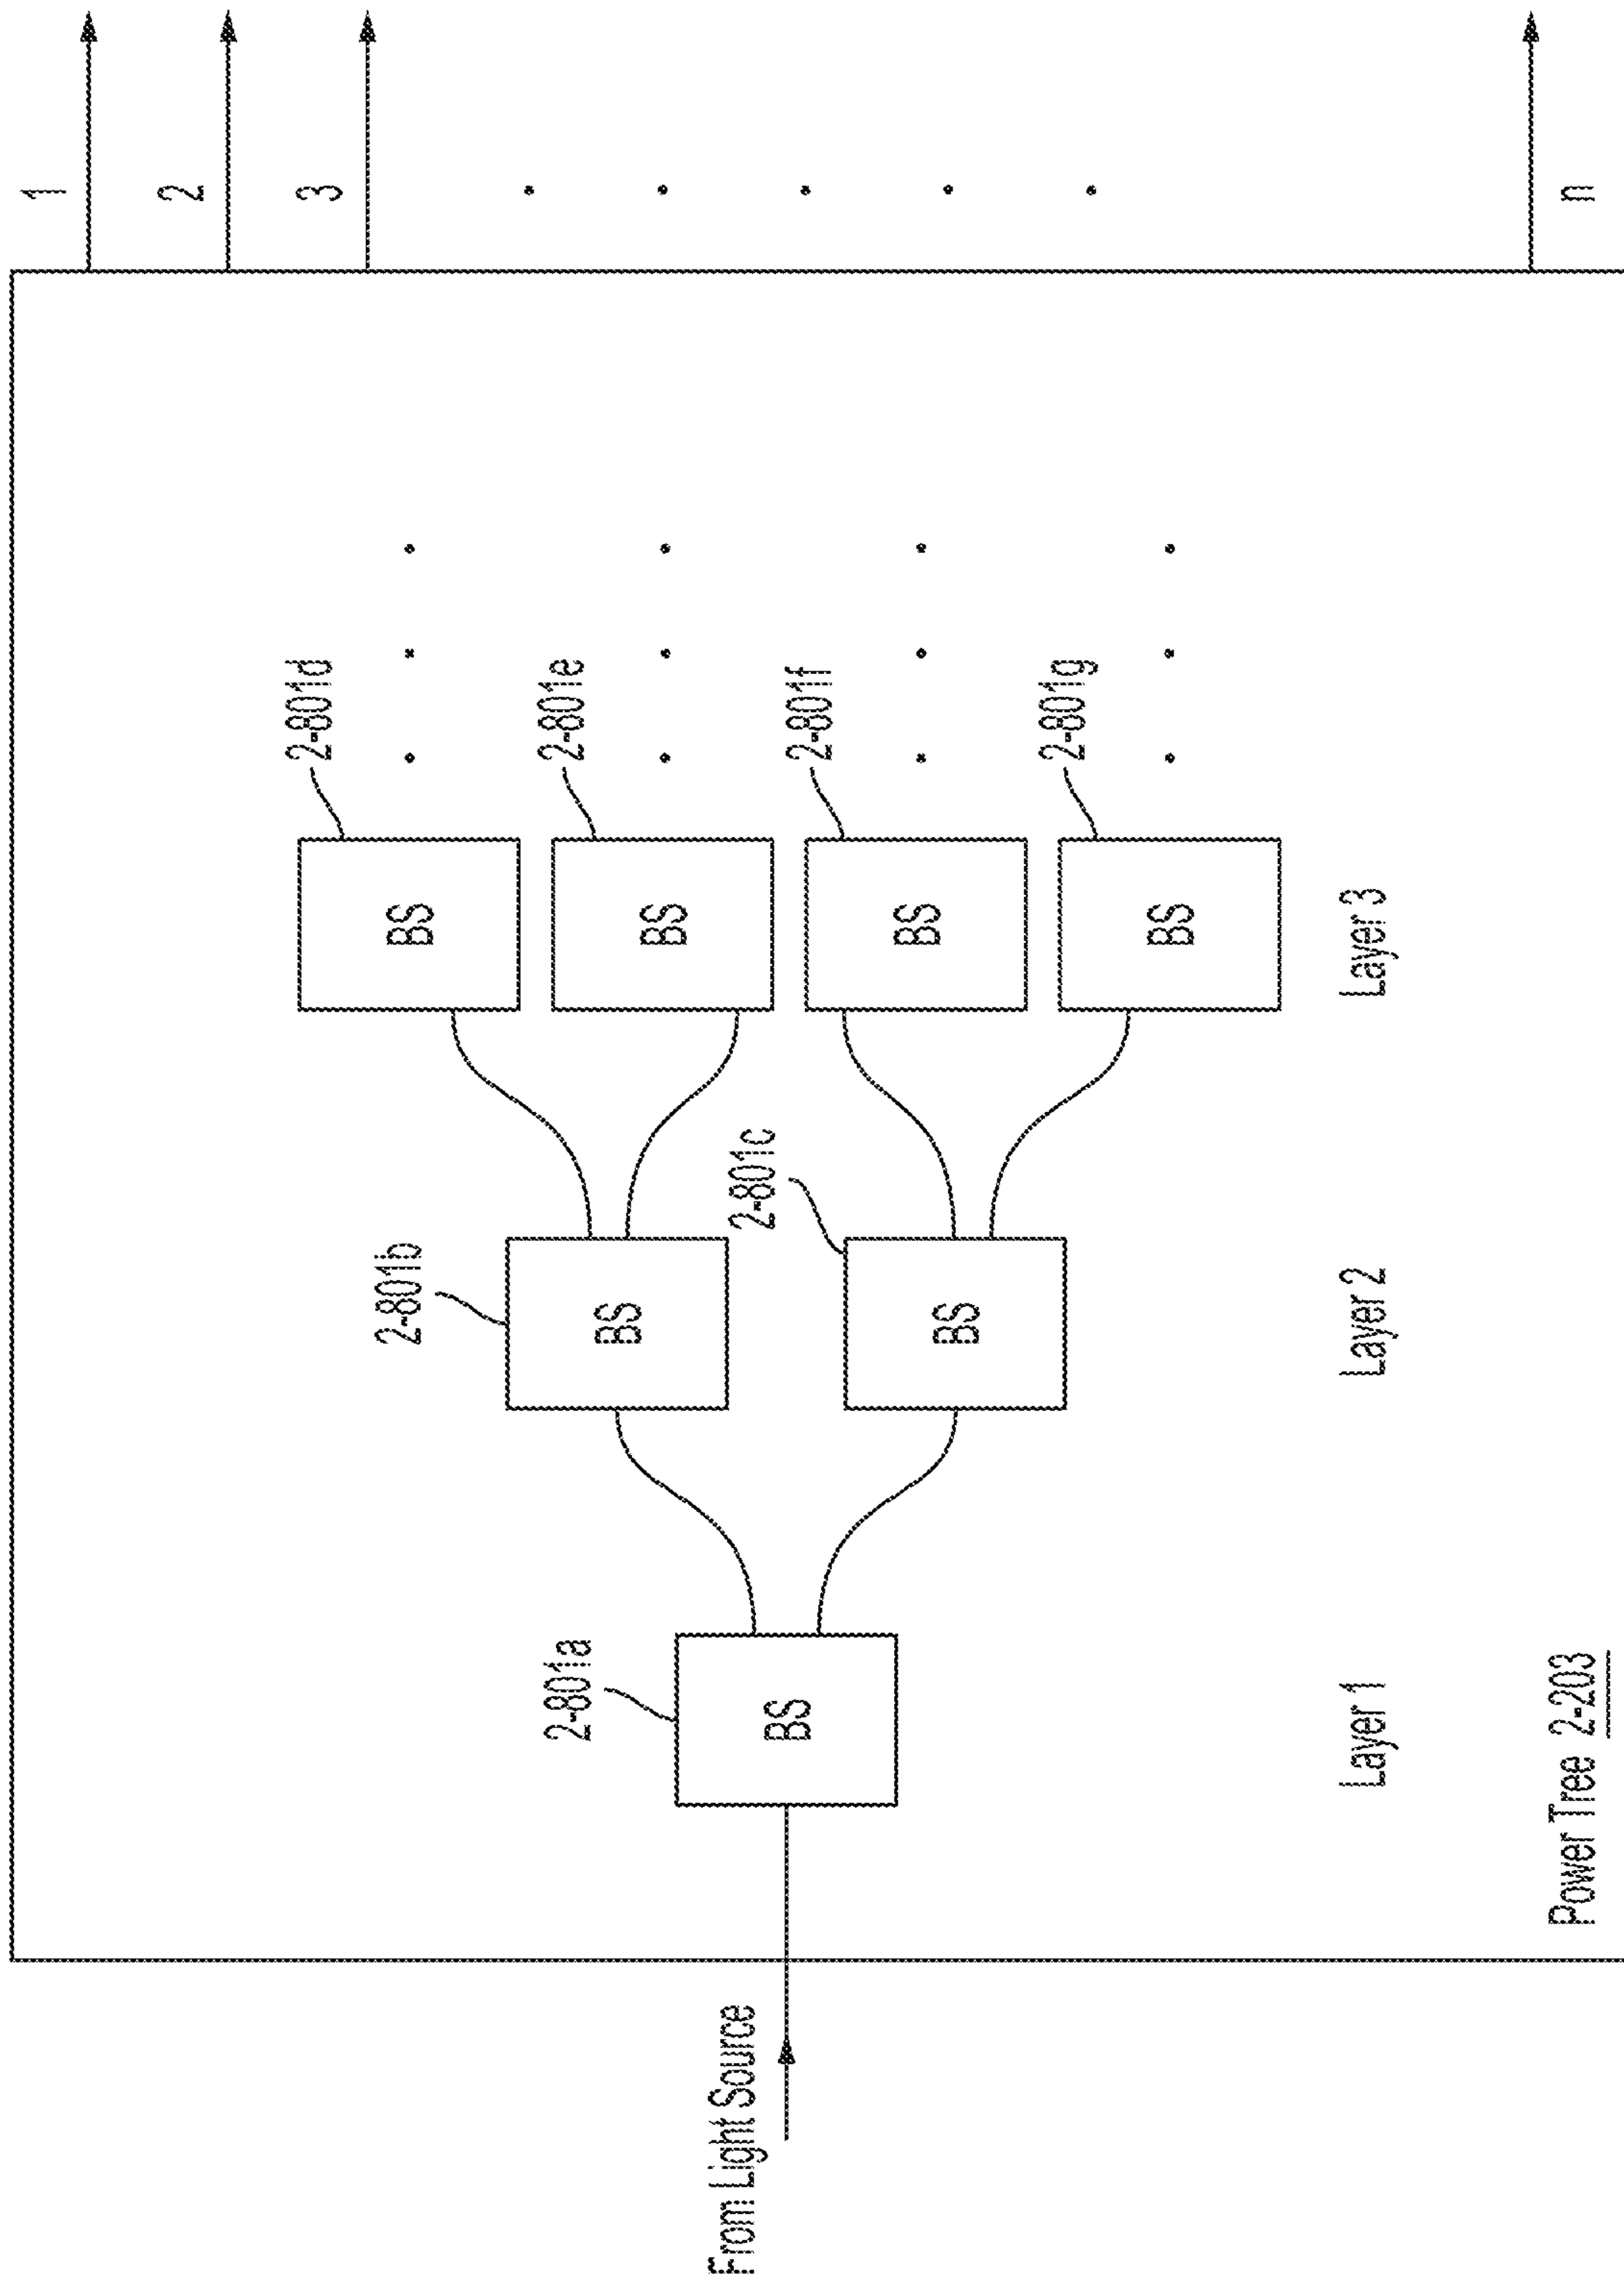 From Light Source
2-801a
BS
2-801b
BS
2-801c
BS
2-801d
BS
2-801e
BS
2-801f
BS
2-801g
BS
Layer 1
Layer 2
Layer 3
Power Tree 2-203
1
2
3
n